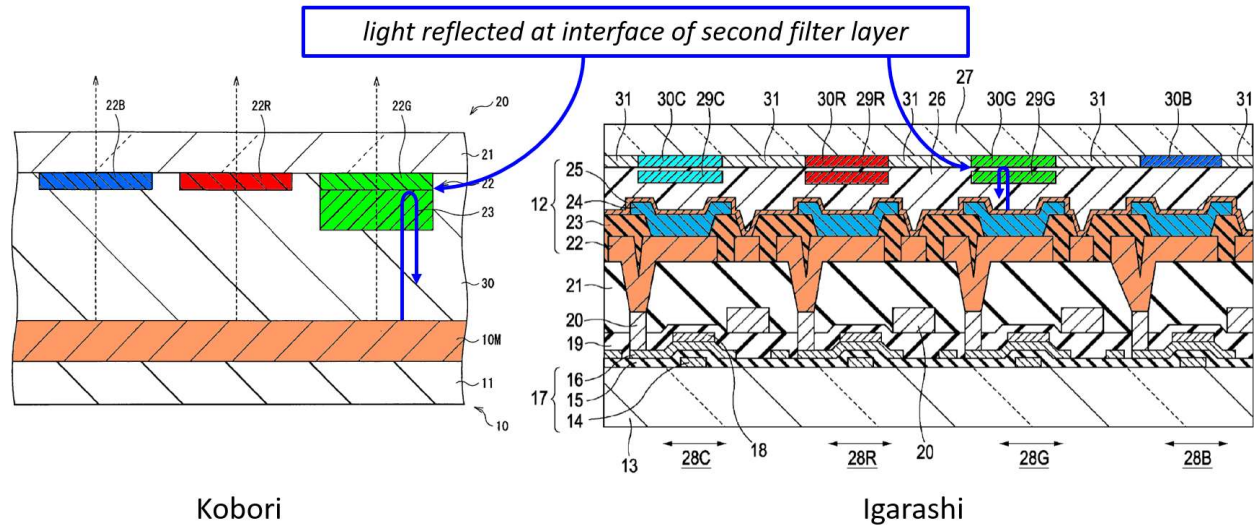 light reflected at interface of second filter layer
22B
22R
22G
20
21
22
23
30
10M
11
10
31
30C
29C
31
30R
29R
31
26
27
30G
29G
31
30B
31
25
24
12
23
22
21
20
19
16
17
15
14
13
28C
18
28R
20
28G
28B
Kobori
Igarashi